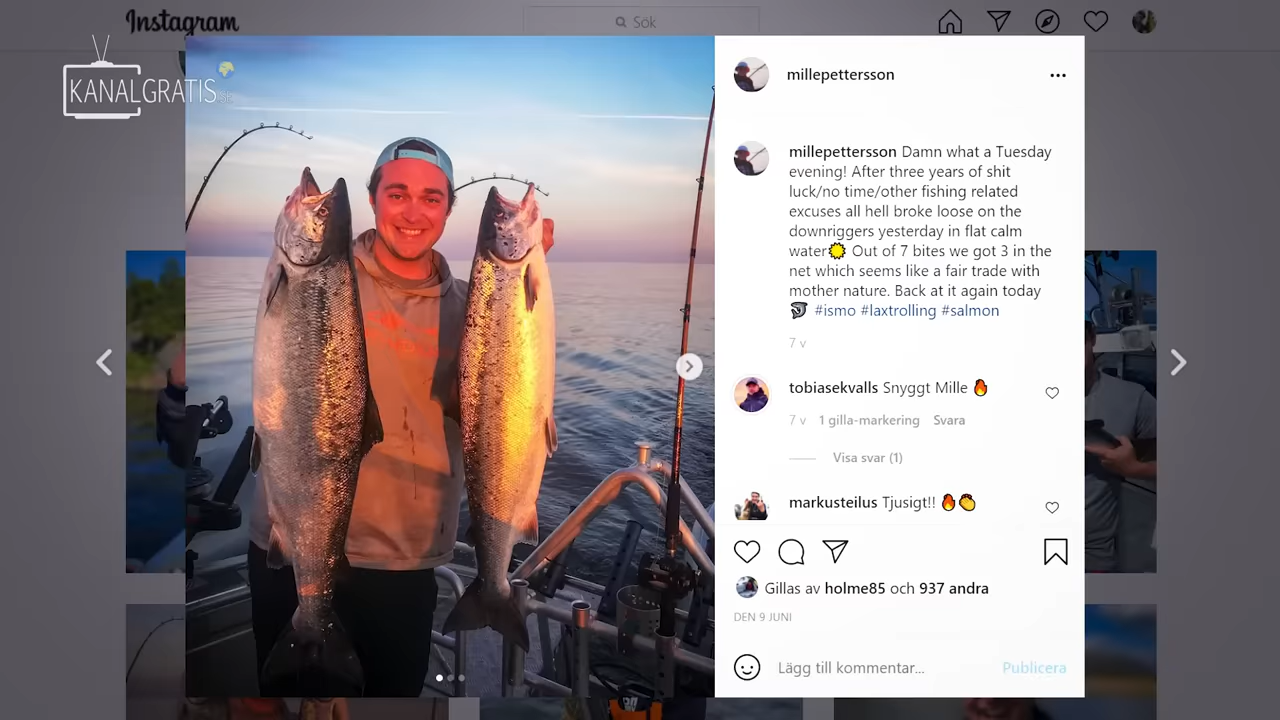 Instagram
Sök
KANALGRATIS
millepettersson
millepettersson Damn what a Tuesday
evening! After three years of shit
luck/no time/other fishing related
excuses all hell broke loose on the
downriggers yesterday in flat calm
water🌞 Out of 7 bites we got 3 in the
net which seems like a fair trade with
mother nature. Back at it again today
#ismo #laxtrolling #salmon
7 v
tobiasekvalls Snyggt Mille 🔥
7 v 1 gilla-markering Svara
Visa svar (1)
markusteilus Tjusigt!! 🔥👏
Gillas av holme85 och 937 andra
DEN 9 JUNI
Lägg till kommentar... Publicera